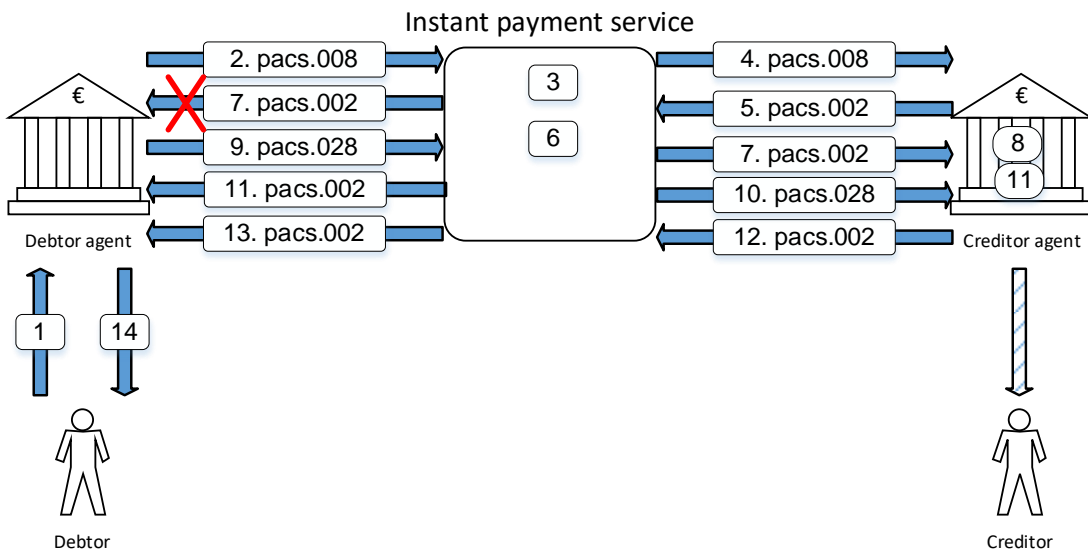 Instant payment service
2. pacs.008
4. pacs.008
3
€
7. pacs.002
5. pacs.002
€
6
8
9. pacs.028
7. pacs.002
11. pacs.002
10. pacs.028
11
13. pacs.002
12. pacs.002
Debtor agent
Creditor agent
1
14
Debtor
Creditor